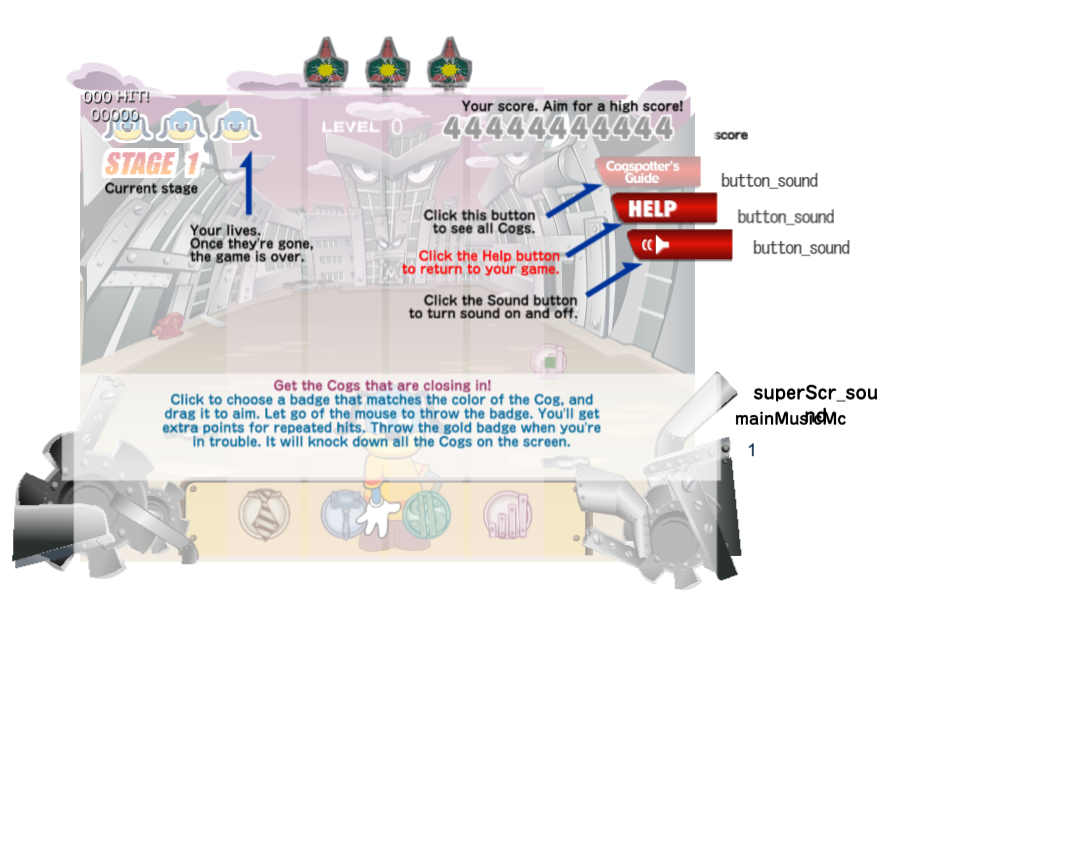 000 HIT!
00000
Your score. Aim for a high score!
LEVEL 0
44444444444
score
STAGE 1
Current stage
Cogspotter's
Guide
button_sound
HELP
button_sound
Click this button
to see all Cogs.
Your lives.
Once they're gone,
the game is over.
button_sound
Click the Help button
to return to your game.
Click the Sound button
to turn sound on and off.
Get the Cogs that are closing in!
Click to choose a badge that matches the color of the Cog, and
drag it to aim. Let go of the mouse to throw the badge. You'll get
extra points for repeated hits. Throw the gold badge when you're
in trouble. It will knock down all the Cogs on the screen.
superScr_sou
nd
mainMusicMc
1